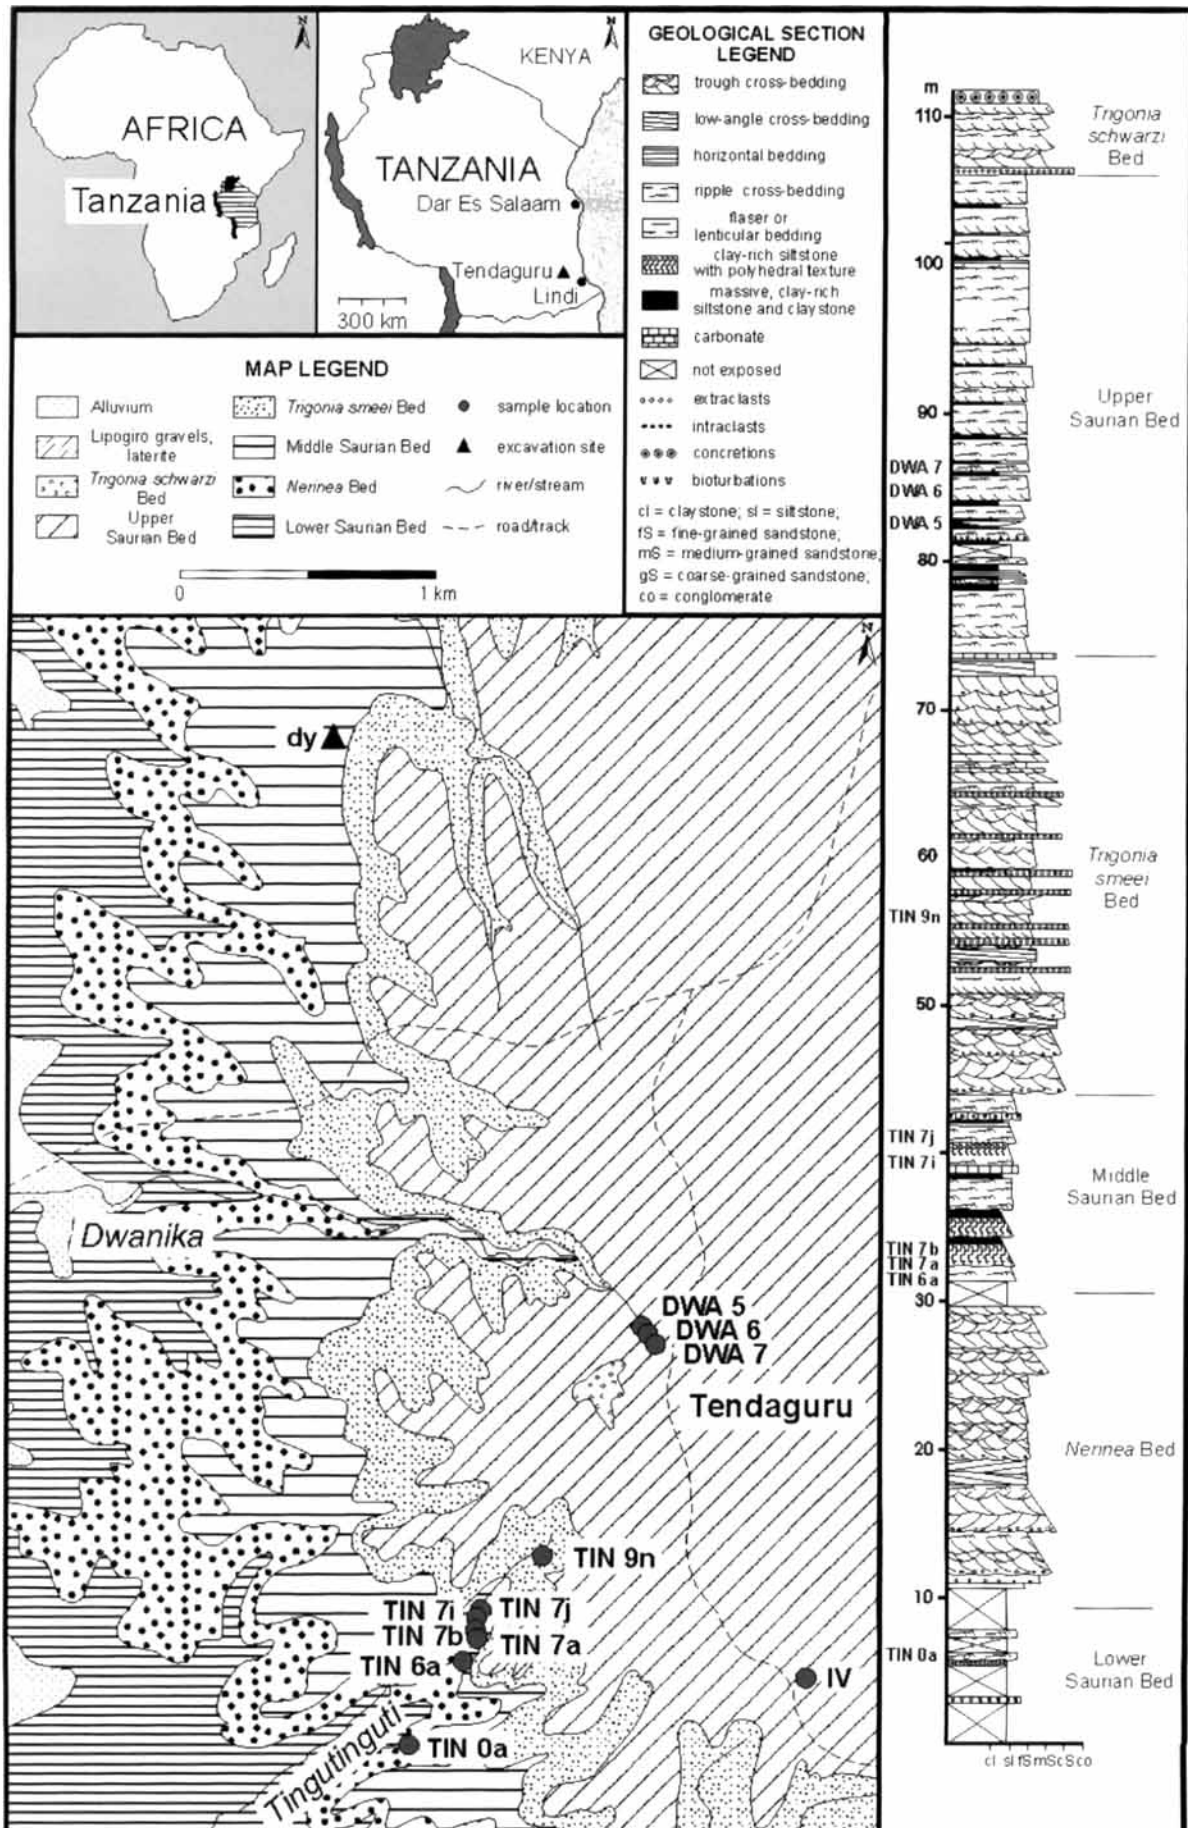 N
AFRICA
Tanzania
N
KENYA
TANZANIA
Dar Es Salaam
Tendaguru
Lindi
300 km
MAP LEGEND
Alluvium
Lipogiro gravels,
laterite
Trigonia schwarzi
Bed
Upper
Saurian Bed
Trigonia smeei Bed
Middle Saurian Bed
Nerinea Bed
Lower Saurian Bed
sample location
excavation site
river/stream
road/track
0
1 km
GEOLOGICAL SECTION
LEGEND
trough cross-bedding
low-angle cross-bedding
horizontal bedding
ripple cross-bedding
flaser or
lenticular bedding
clay-rich siltstone
with polyhedral texture
massive, clay-rich
siltstone and claystone
carbonate
not exposed
extraclasts
intraclasts
concretions
bioturbations
cl = claystone; sl = siltstone;
fS = fine-grained sandstone;
mS = medium-grained sandstone;
gS = coarse-grained sandstone;
co = conglomerate
N
dy
Dwanika
DWA 5
DWA 6
DWA 7
Tendaguru
TIN 9n
TIN 7i
TIN 7j
TIN 7b
TIN 7a
TIN 6a
IV
TIN 0a
Tingutinguti
m
110
Trigonia
schwarzi
Bed
100
90
Upper
Saurian Bed
DWA 7
DWA 6
DWA 5
80
70
60
Trigonia
smeei
Bed
TIN 9n
50
TIN 7j
TIN 7i
Middle
Saurian Bed
TIN 7b
TIN 7a
TIN 6a
30
20
Nerinea Bed
10
TIN 0a
Lower
Saurian Bed
cl sl fS mS cS co